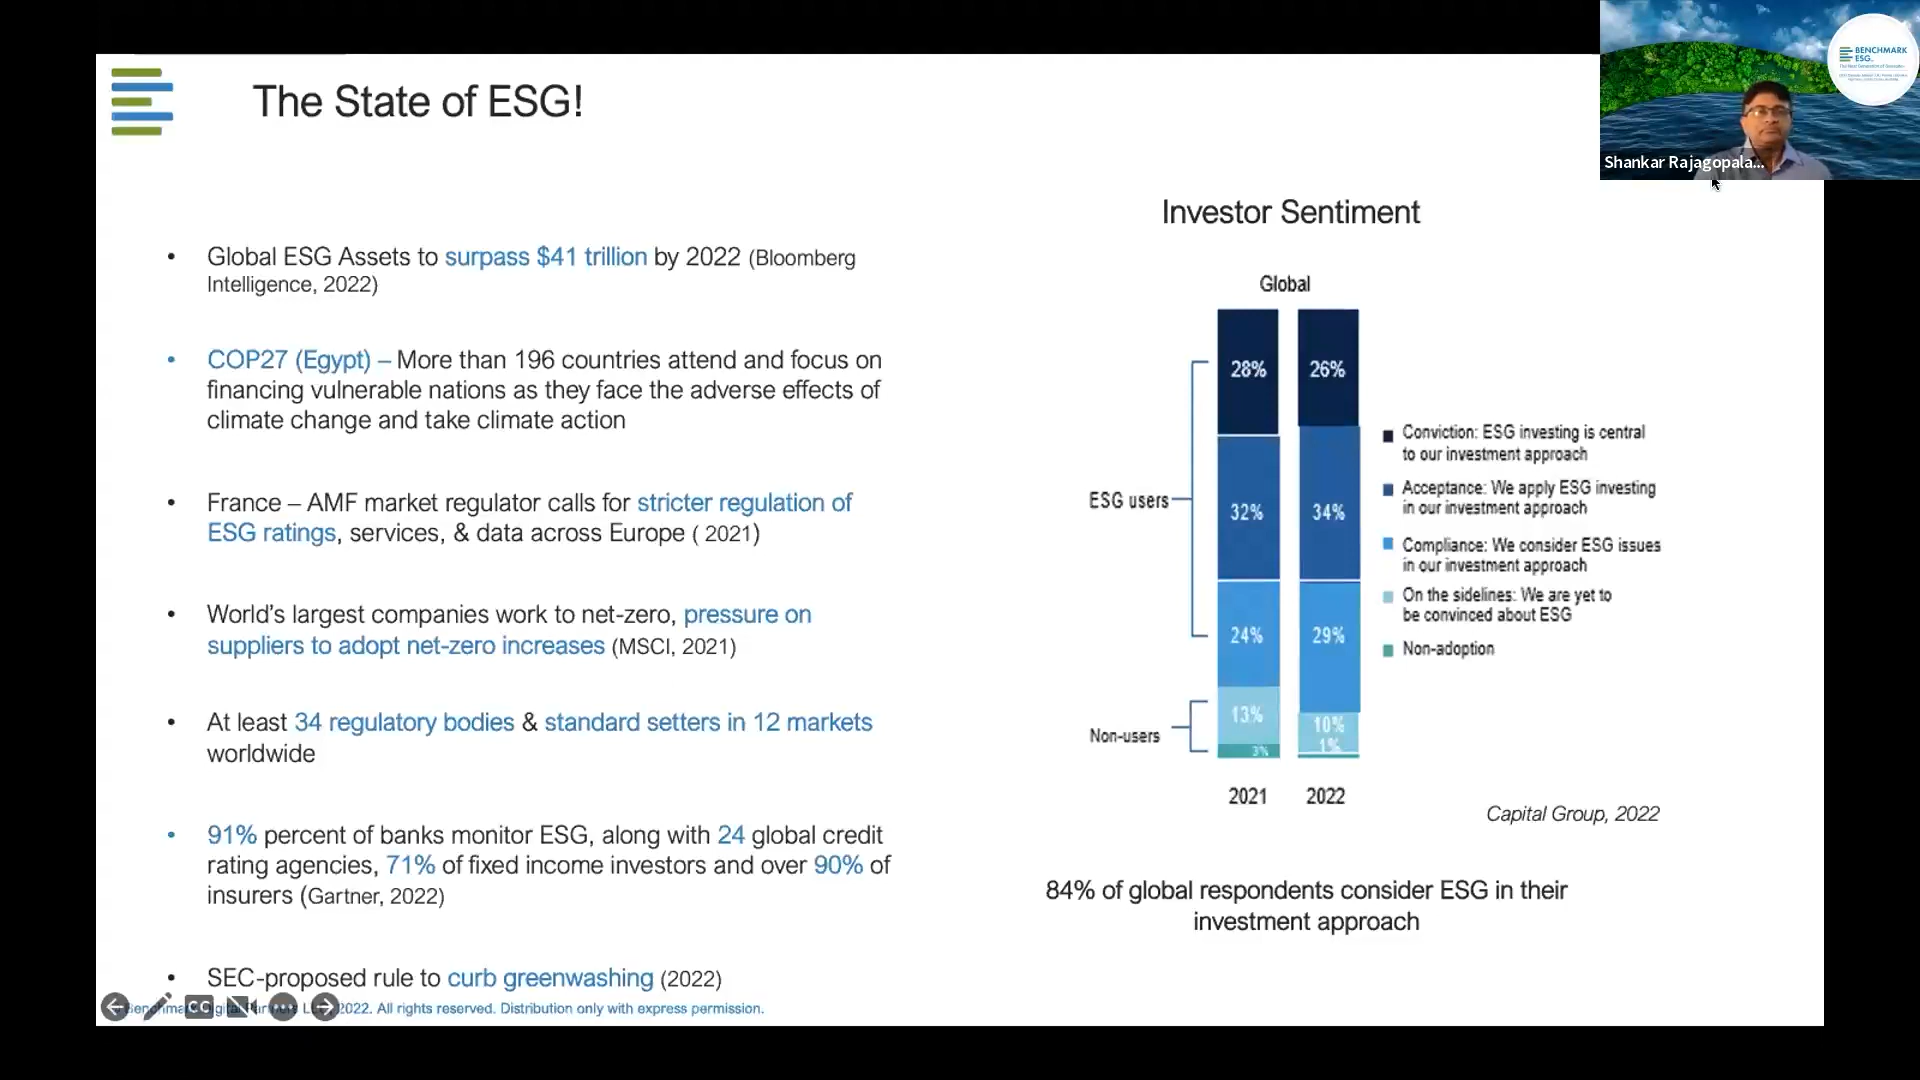 The State of ESG!
BENCHMARK
ESG
Shankar Rajagopala...
• Global ESG Assets to surpass $41 trillion by 2022 (Bloomberg
Intelligence, 2022)
• COP27 (Egypt) – More than 196 countries attend and focus on
financing vulnerable nations as they face the adverse effects of
climate change and take climate action
• France – AMF market regulator calls for stricter regulation of
ESG ratings, services, & data across Europe ( 2021)
• World's largest companies work to net-zero, pressure on
suppliers to adopt net-zero increases (MSCI, 2021)
• At least 34 regulatory bodies & standard setters in 12 markets
worldwide
• 91% percent of banks monitor ESG, along with 24 global credit
rating agencies, 71% of fixed income investors and over 90% of
insurers (Gartner, 2022)
• SEC-proposed rule to curb greenwashing (2022)
Investor Sentiment
Global
28% 26%
32% 34%
24% 29%
13% 10%
3% 1%
ESG users
Non-users
2021 2022
Conviction: ESG investing is central
to our investment approach
Acceptance: We apply ESG investing
in our investment approach
Compliance: We consider ESG issues
in our investment approach
On the sidelines: We are yet to
be convinced about ESG
Non-adoption
Capital Group, 2022
84% of global respondents consider ESG in their
investment approach
CC
2022. All rights reserved. Distribution only with express permission.